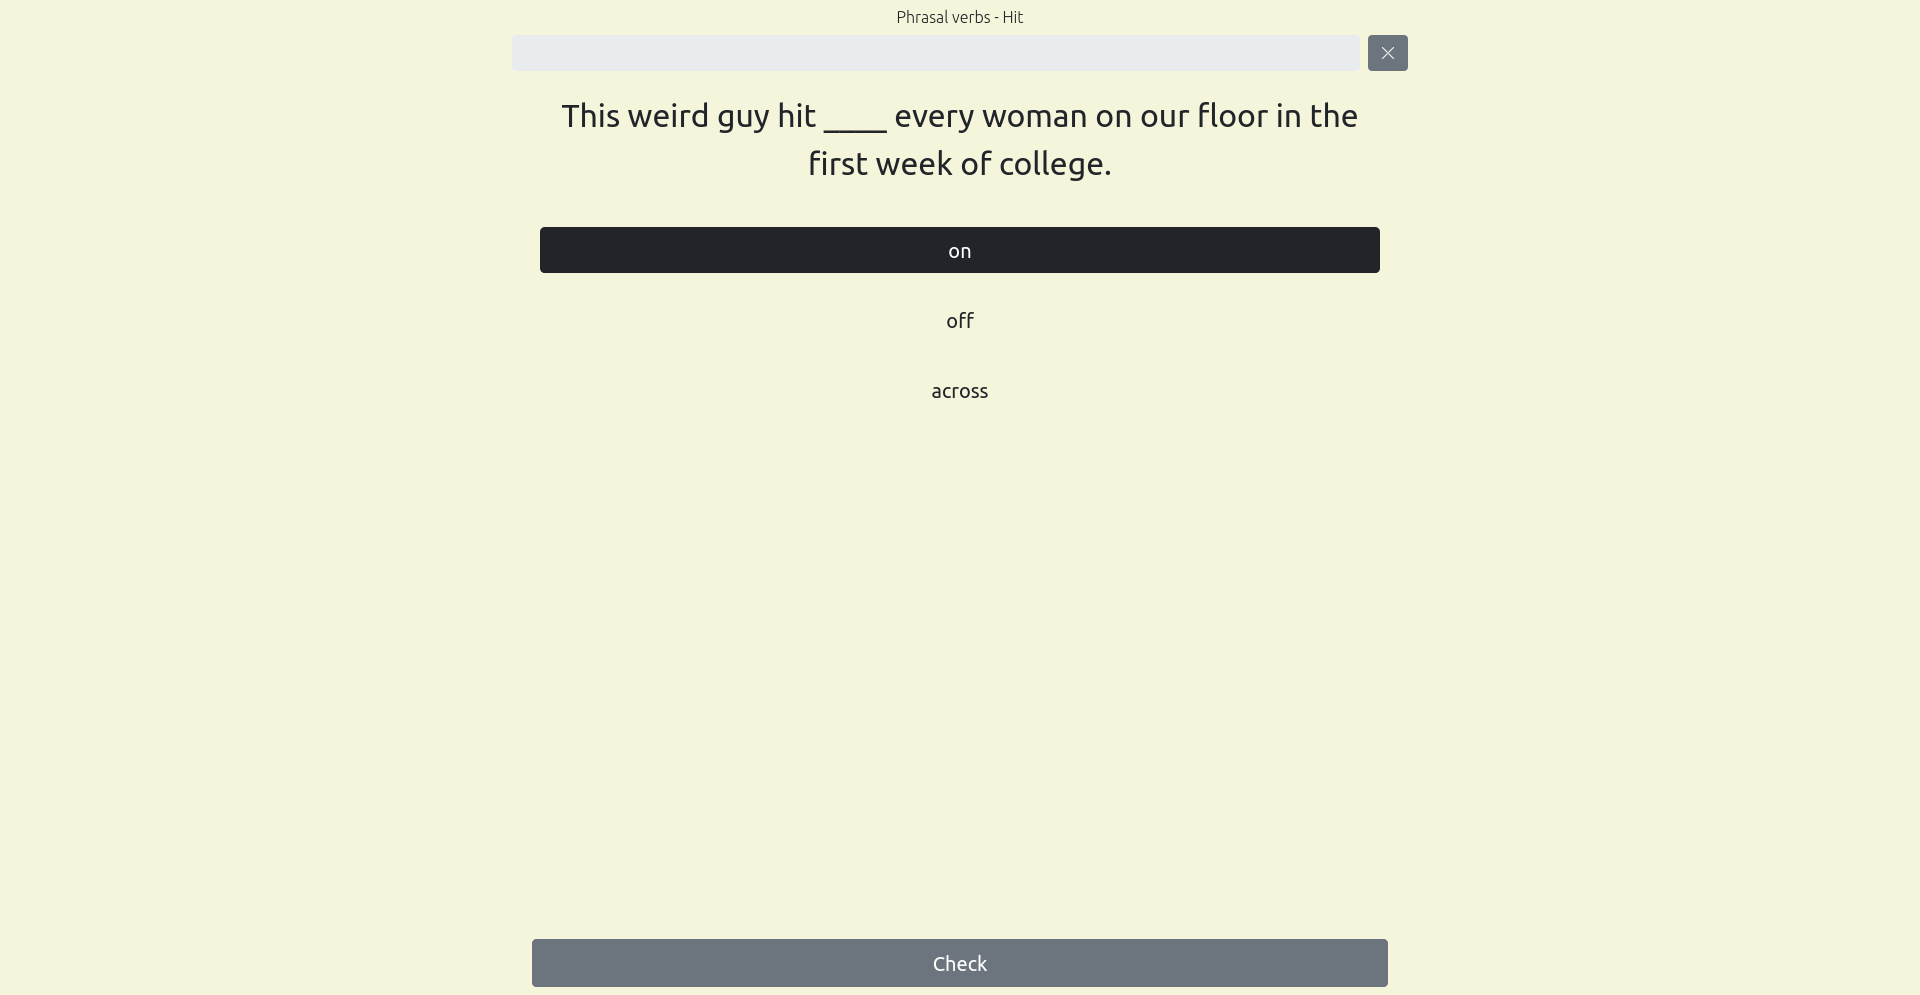 Phrasal verbs - Hit
This weird guy hit ____ every woman on our floor in the
first week of college.
on
off
across
Check